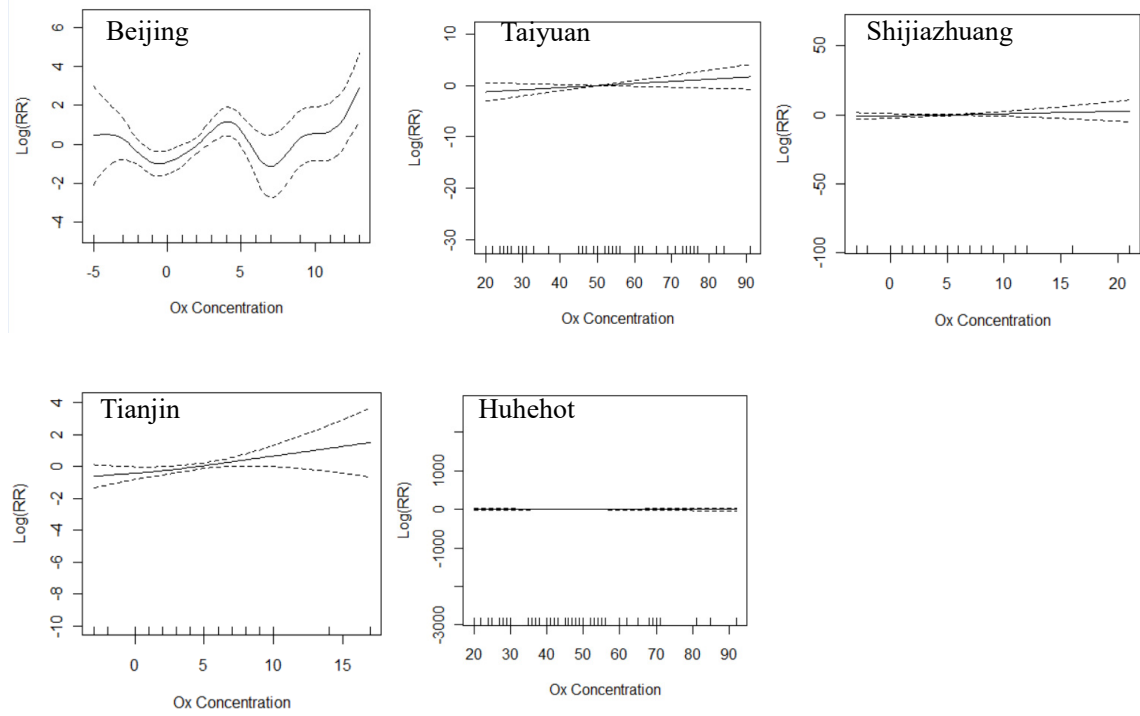 Beijing
Log(RR)
6
4
2
0
-2
-4
-5 0 5 10
Ox Concentration
Taiyuan
Log(RR)
10
0
-10
-20
-30
20 30 40 50 60 70 80 90
Ox Concentration
Shijiazhuang
Log(RR)
50
0
-50
-100
0 5 10 15 20
Ox Concentration
Tianjin
Log(RR)
4
2
0
-2
-4
-6
-8
-10
0 5 10 15
Ox Concentration
Huhehot
Log(RR)
1000
0
-1000
-3000
20 30 40 50 60 70 80 90
Ox Concentration